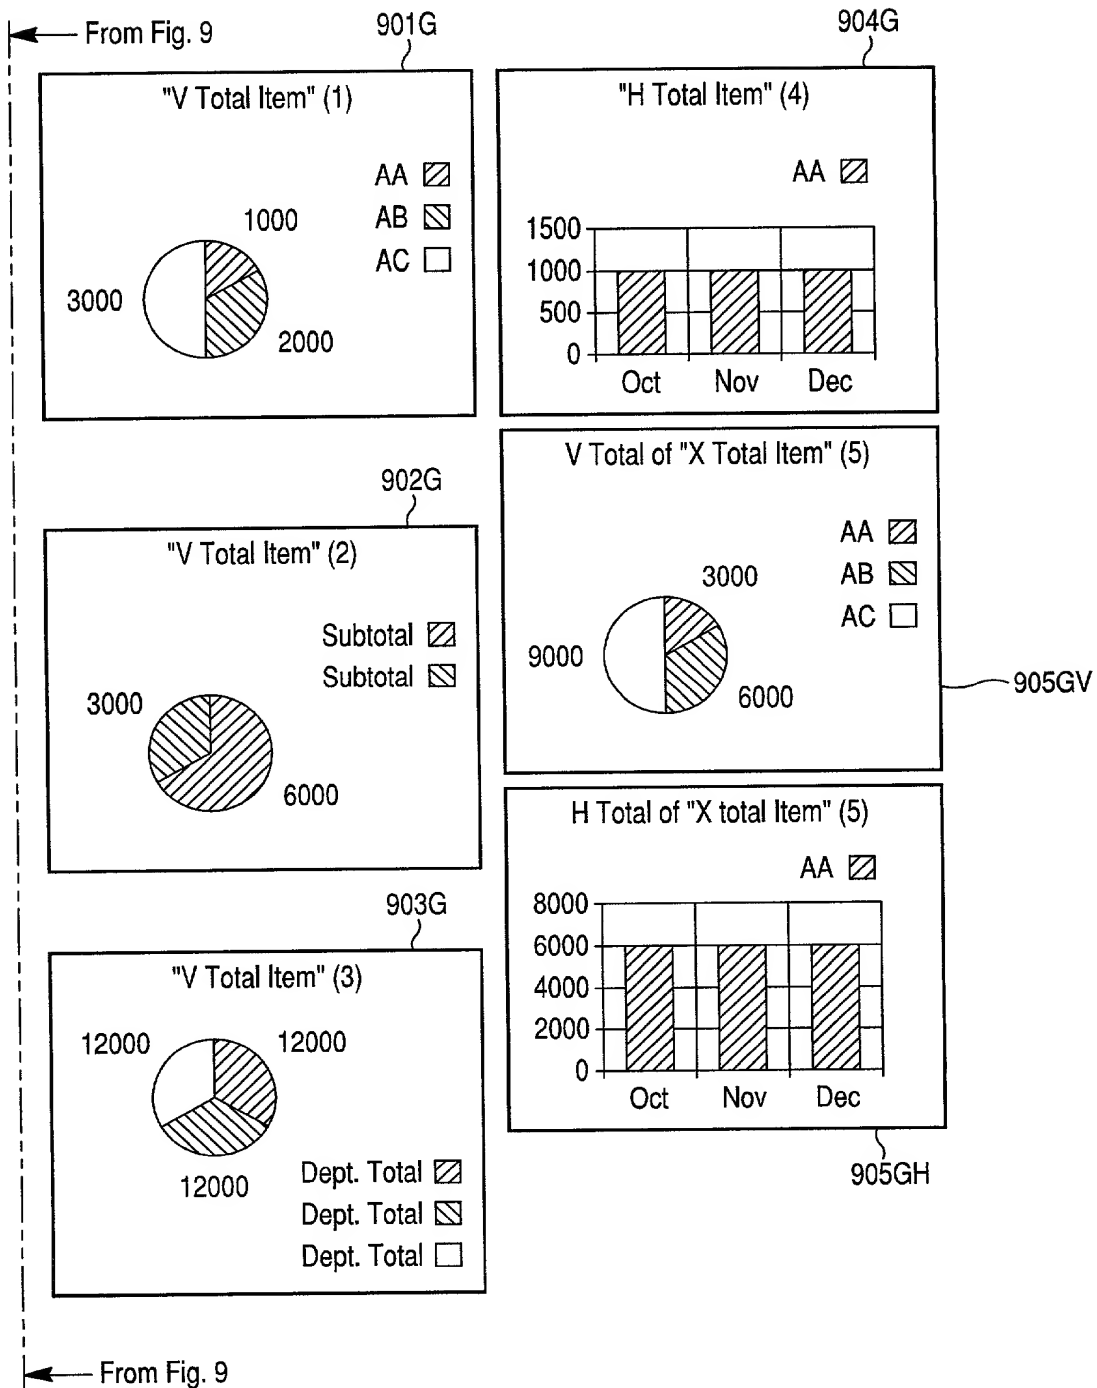 From Fig. 9
901G
"V Total Item" (1)
AA
AB
AC
1000
3000
2000
902G
"V Total Item" (2)
Subtotal
Subtotal
3000
6000
903G
"V Total Item" (3)
12000
12000
12000
Dept. Total
Dept. Total
Dept. Total
904G
"H Total Item" (4)
AA
1500
1000
500
0
Oct Nov Dec
V Total of "X Total Item" (5)
AA
AB
AC
3000
9000
6000
905GV
H Total of "X total Item" (5)
AA
8000
6000
4000
2000
0
Oct Nov Dec
905GH
From Fig. 9